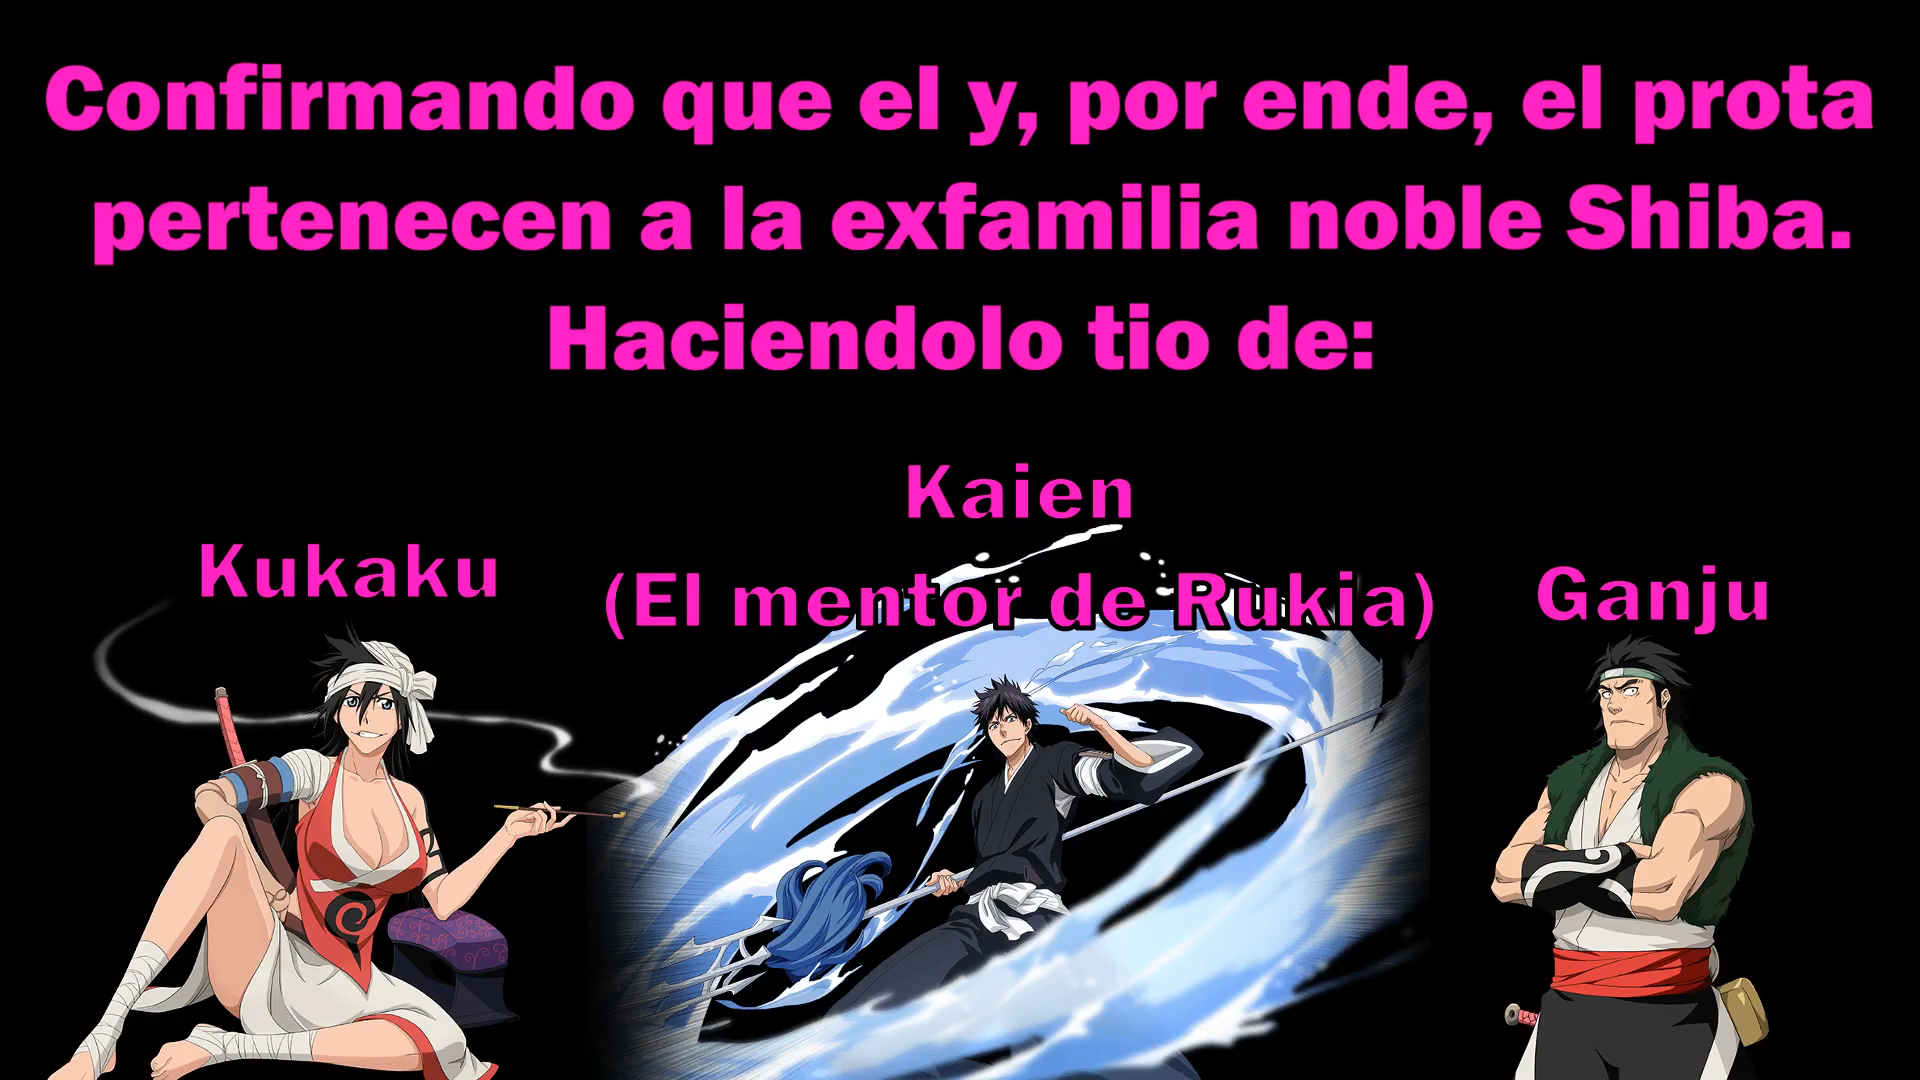 Confirmando que el y, por ende, el prota
pertenecen a la exfamilia noble Shiba.
Haciendolo tio de:
Kaien
Kukaku
(El mentor de Rukia)
Ganju